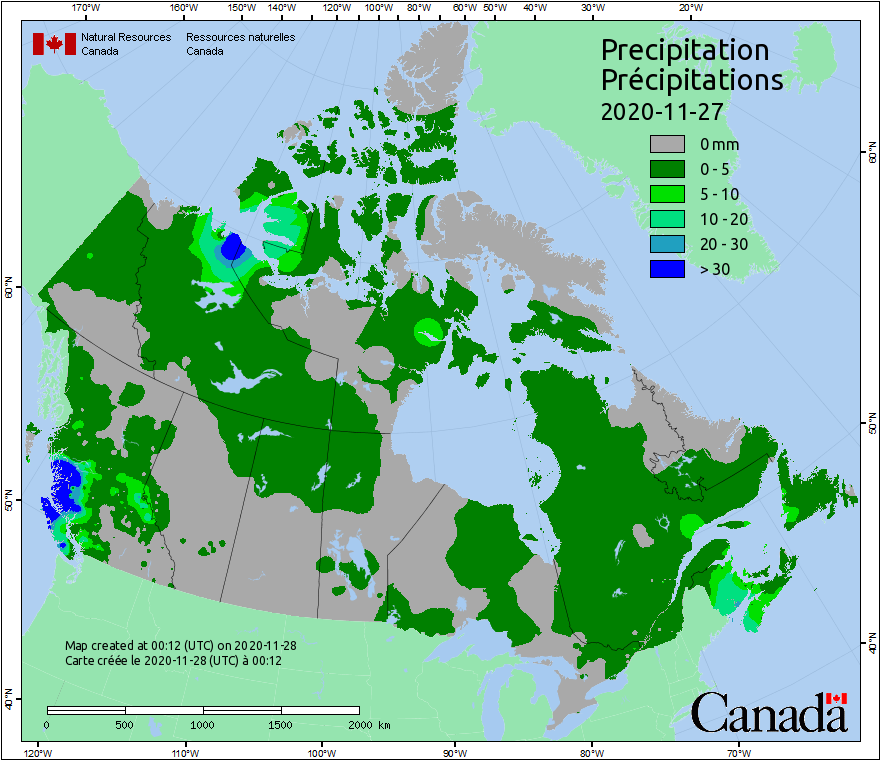 170°W 160°W 150°W 140°W 130°W 120°W 110°W 100°W 90°W 80°W 60°W 50°W 40°W 30°W 20°W
Natural Resources Canada
Ressources naturelles Canada
Precipitation
Précipitations
2020-11-27
0 mm
0 - 5
5 - 10
10 - 20
20 - 30
> 30
60°N
60°N
50°N
50°N
40°N
40°N
Map created at 00:12 (UTC) on 2020-11-28
Carte créée le 2020-11-28 (UTC) à 00:12
0 500 1000 1500 2000 km
Canada
120°W 110°W 100°W 90°W 80°W 70°W